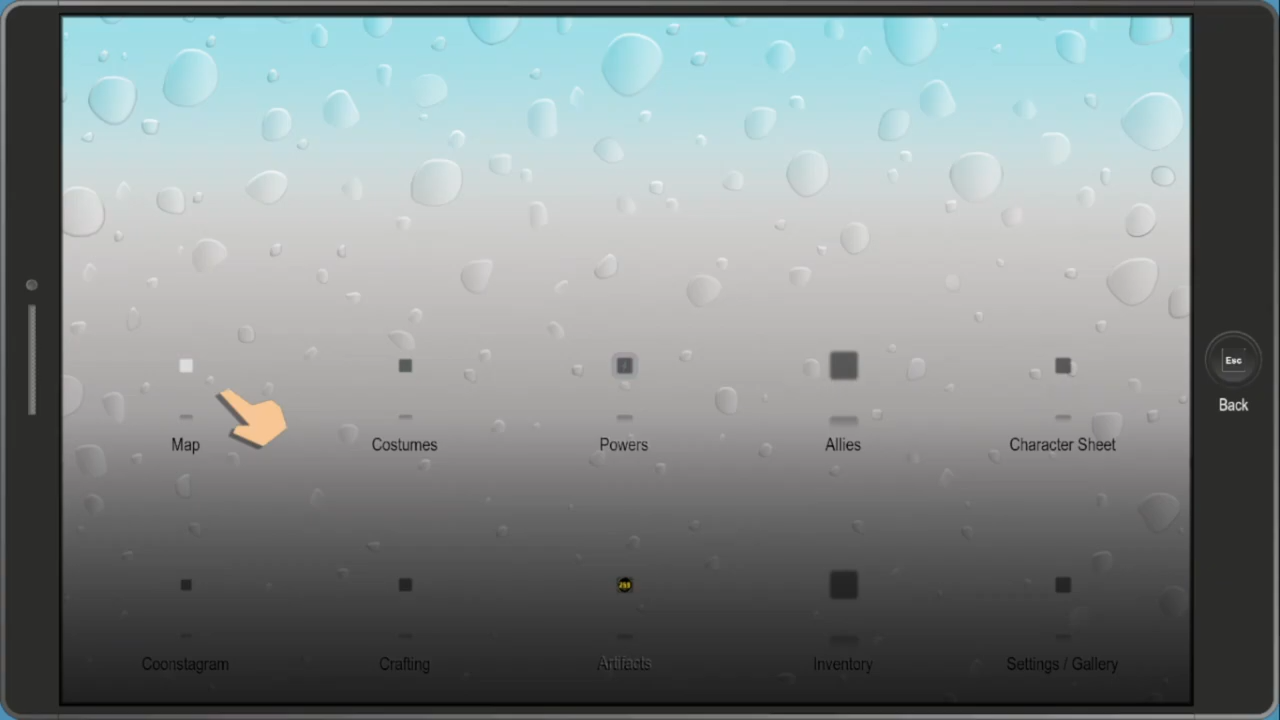 Esc
Back
Map
Costumes
Powers
Allies
Character Sheet
Coonstagram
Crafting
Artifacts
Inventory
Settings / Gallery